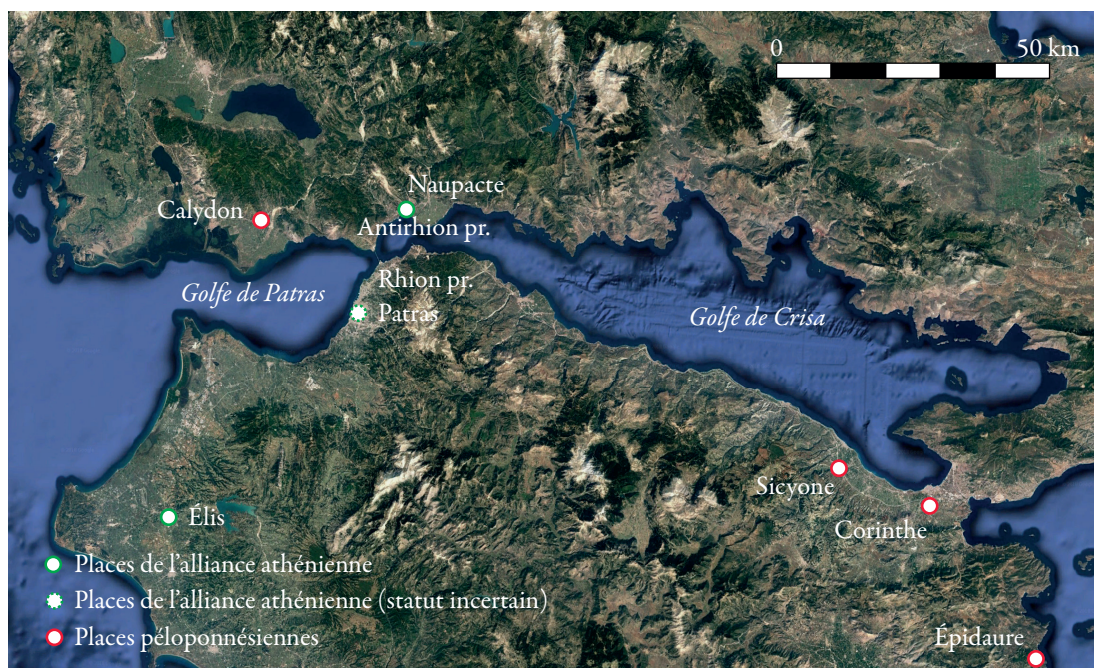 0 50 km
Naupacte
Calydon
Antirhion pr.
Rhion pr.
Golfe de Patras
Patras
Golfe de Crisa
Sicyone
Corinthe
Élis
Places de l'alliance athénienne
Places de l'alliance athénienne (statut incertain)
Places péloponnésiennes
Épidaure